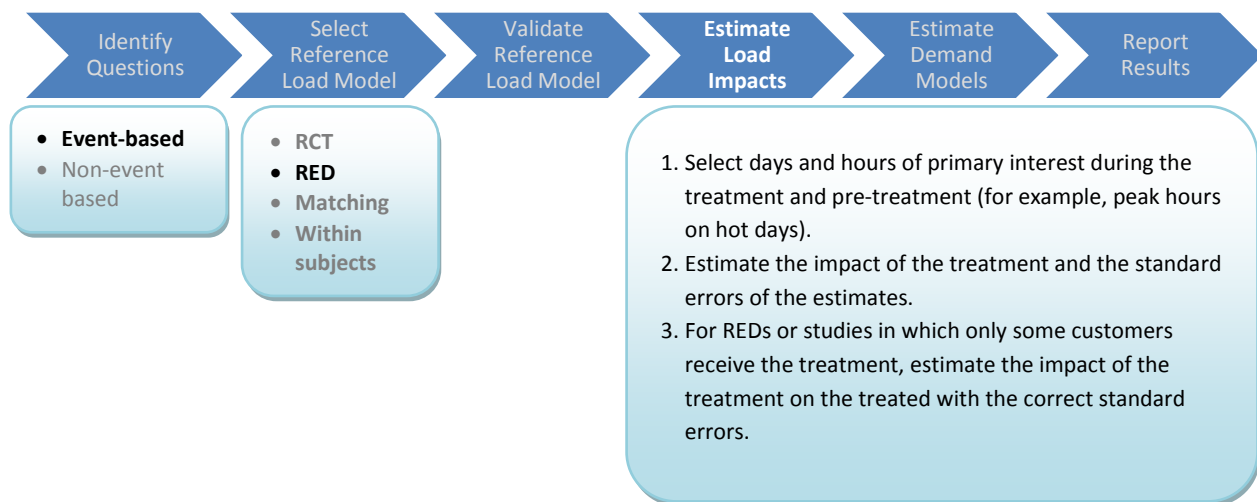 Identify
Questions
Select
Reference
Load Model
Validate
Reference
Load Model
Estimate
Load
Impacts
Estimate
Demand
Models
Report
Results
• Event-based
• Non-event
based
• RCT
• RED
• Matching
• Within
subjects
1. Select days and hours of primary interest during the
treatment and pre-treatment (for example, peak hours
on hot days).
2. Estimate the impact of the treatment and the standard
errors of the estimates.
3. For REDs or studies in which only some customers
receive the treatment, estimate the impact of the
treatment on the treated with the correct standard
errors.